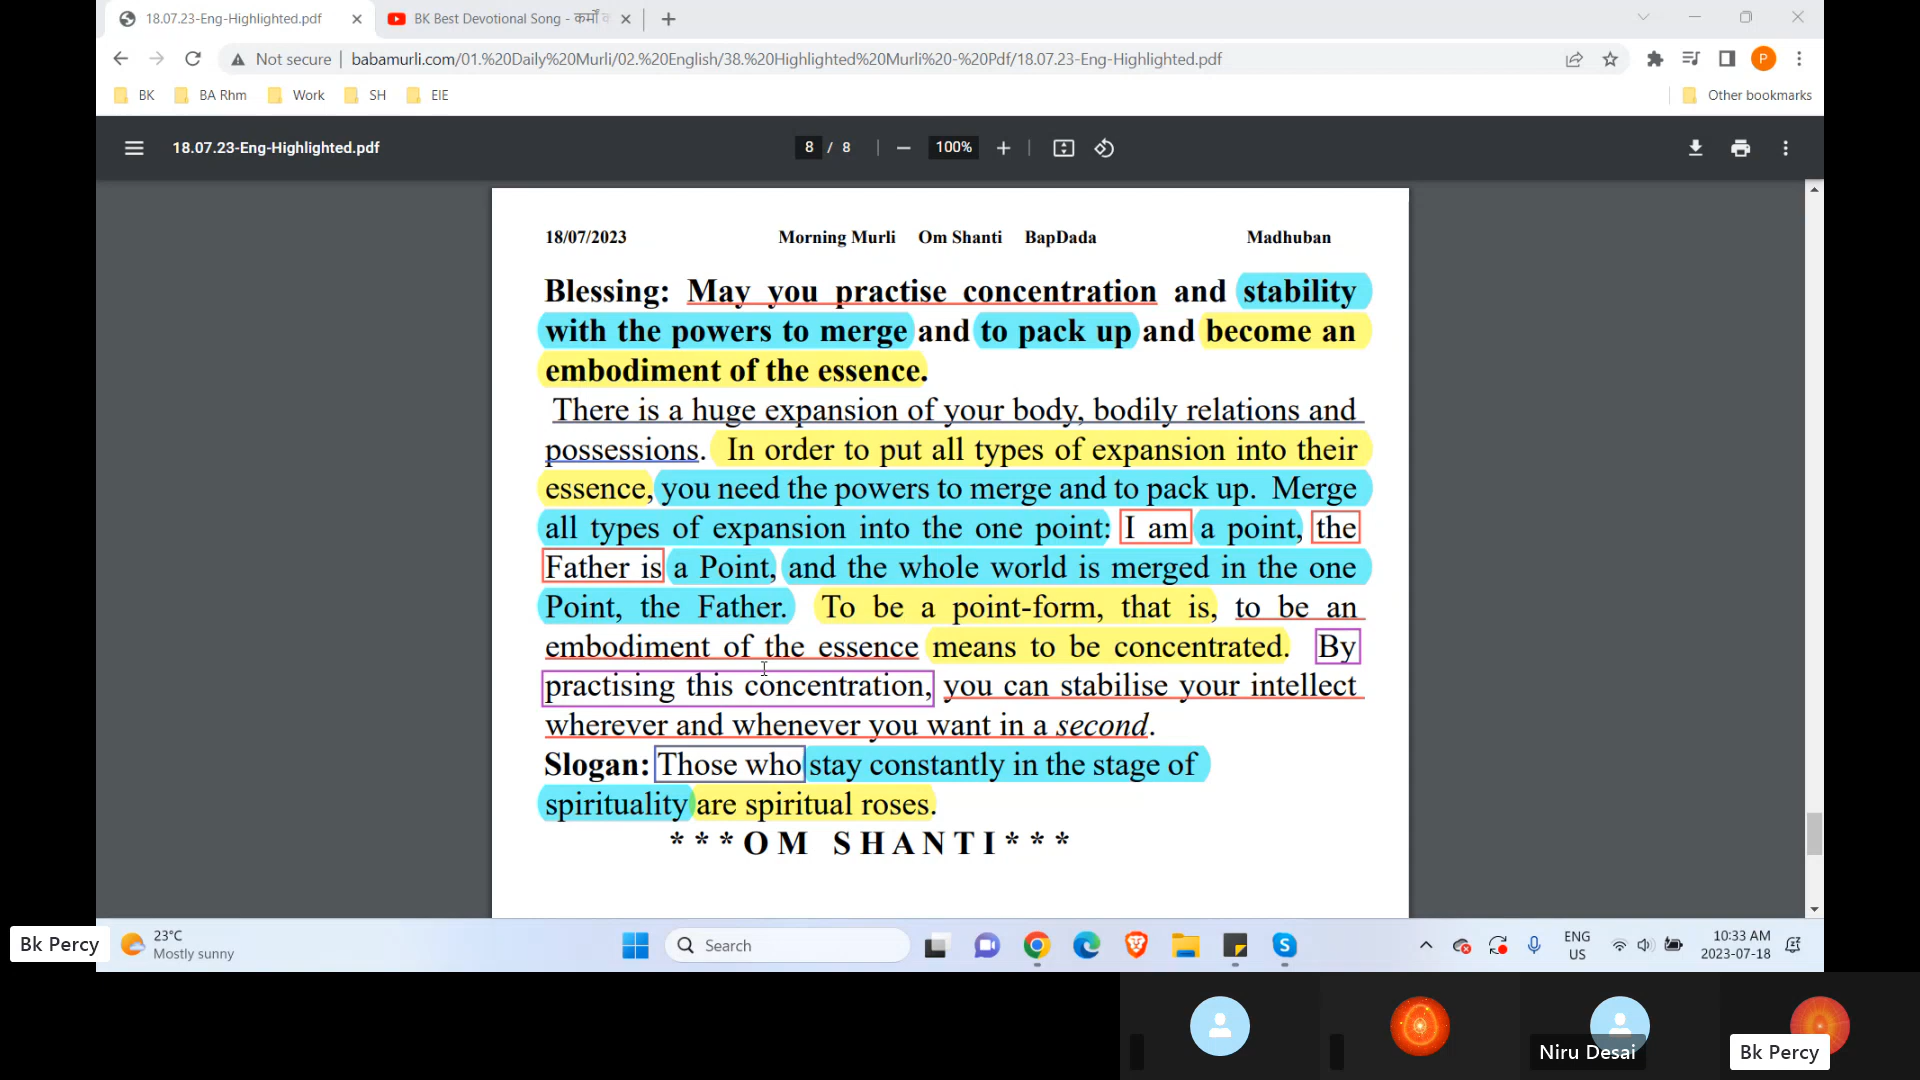 18.07.23-Eng-Highlighted.pdf
BK Best Devotional Song - कर्मों
Not secure
babamurli.com/01.%20Daily%20Murli/02.%20English/38.%20Highlighted%20Murli%20-%20Pdf/18.07.23-Eng-Highlighted.pdf
P
BK BA Rhm Work SH EIE Other bookmarks
18.07.23-Eng-Highlighted.pdf 8 / 8 100%
18/07/2023 Morning Murli Om Shanti BapDada Madhuban
Blessing: May you practise concentration and stability
with the powers to merge and to pack up and become an
embodiment of the essence.
There is a huge expansion of your body, bodily relations and
possessions. In order to put all types of expansion into their
essence, you need the powers to merge and to pack up. Merge
all types of expansion into the one point: I am a point, the
Father is a Point, and the whole world is merged in the one
Point, the Father. To be a point-form, that is, to be an
embodiment of the essence means to be concentrated. By
practising this concentration, you can stabilise your intellect
wherever and whenever you want in a second.
Slogan: Those who stay constantly in the stage of
spirituality are spiritual roses.
***OM SHANTI***
Bk Percy
23°C
Mostly sunny
Search
ENG
US
10:33 AM
2023-07-18
Niru Desai
Bk Percy